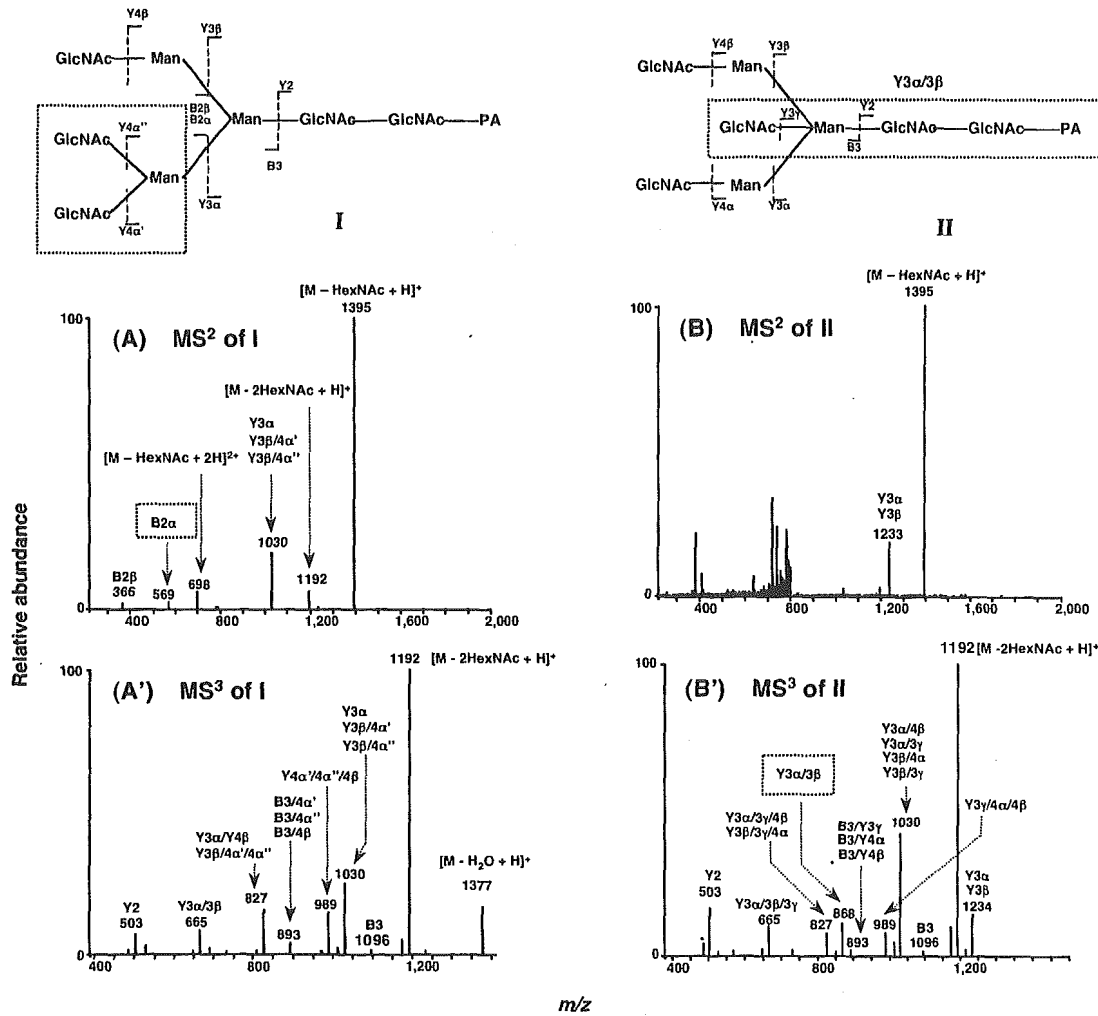 Y4β
Y3β
GlcNAc
Man
B2β
B2α
Y2
Man
GlcNAc
GlcNAc
PA
GlcNAc
Y4α''
Man
B3
GlcNAc
Y4α'
Y3α
I
Y4β
Y3β
GlcNAc
Man
Y3α/3β
Y3γ
Y2
GlcNAc
Man
GlcNAc
GlcNAc
PA
B3
GlcNAc
Man
Y4α
Y3α
II
Relative abundance
[M – HexNAc + H]+
1395
100
(A) MS2 of I
[M - 2HexNAc + H]+
Y3α
Y3β/4α'
Y3β/4α''
[M – HexNAc + 2H]2+
B2α
1030
B2β
366
569
698
1192
0
400
800
1,200
1,600
2,000
[M – HexNAc + H]+
1395
100
(B) MS2 of II
Y3α
Y3β
1233
0
400
800
1,200
1,600
2,000
1192 [M - 2HexNAc + H]+
100
(A') MS3 of I
Y3α
Y3β/4α'
Y3β/4α''
Y4α'/4α''/4β
B3/4α'
B3/4α''
B3/4β
Y3α/Y4β
Y3β/4α'/4α''
[M - H2O + H]+
1377
1030
827
989
893
Y2
503
Y3α/3β
665
B3
1096
0
400
800
1,200
1192 [M - 2HexNAc + H]+
100
(B') MS3 of II
Y3α/4β
Y3α/3γ
Y3β/4α
Y3β/3γ
Y3α/3β
Y3γ/4α/4β
Y3α/3γ/4β
Y3β/3γ/4α
B3/Y3γ
B3/Y4α
B3/Y4β
1030
Y3α
Y3β
1234
Y2
503
Y3α/3β/3γ
665
827
868
893
989
B3
1096
0
400
800
1,200
m/z